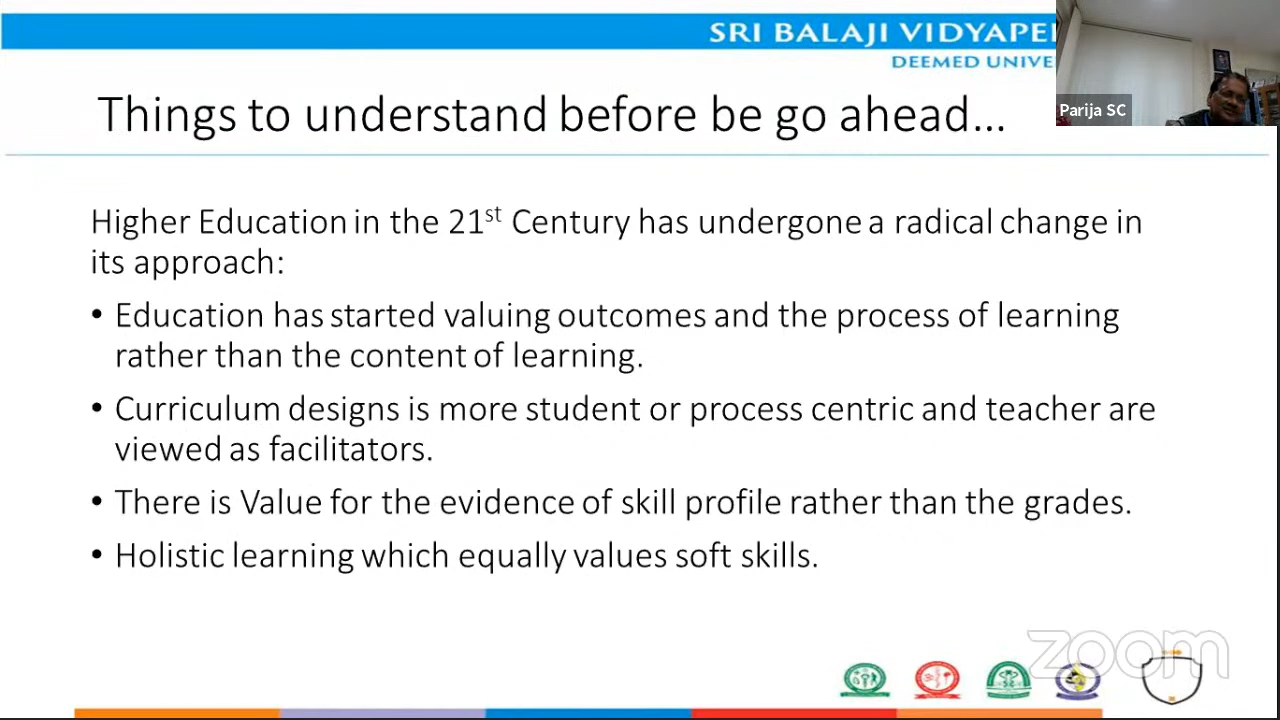 SRI BALAJI VIDYAPE
DEEMED UNIVE
Parija SC
Things to understand before be go ahead...
Higher Education in the 21st Century has undergone a radical change in
its approach:
• Education has started valuing outcomes and the process of learning
rather than the content of learning.
• Curriculum designs is more student or process centric and teacher are
viewed as facilitators.
• There is Value for the evidence of skill profile rather than the grades.
• Holistic learning which equally values soft skills.
zoom